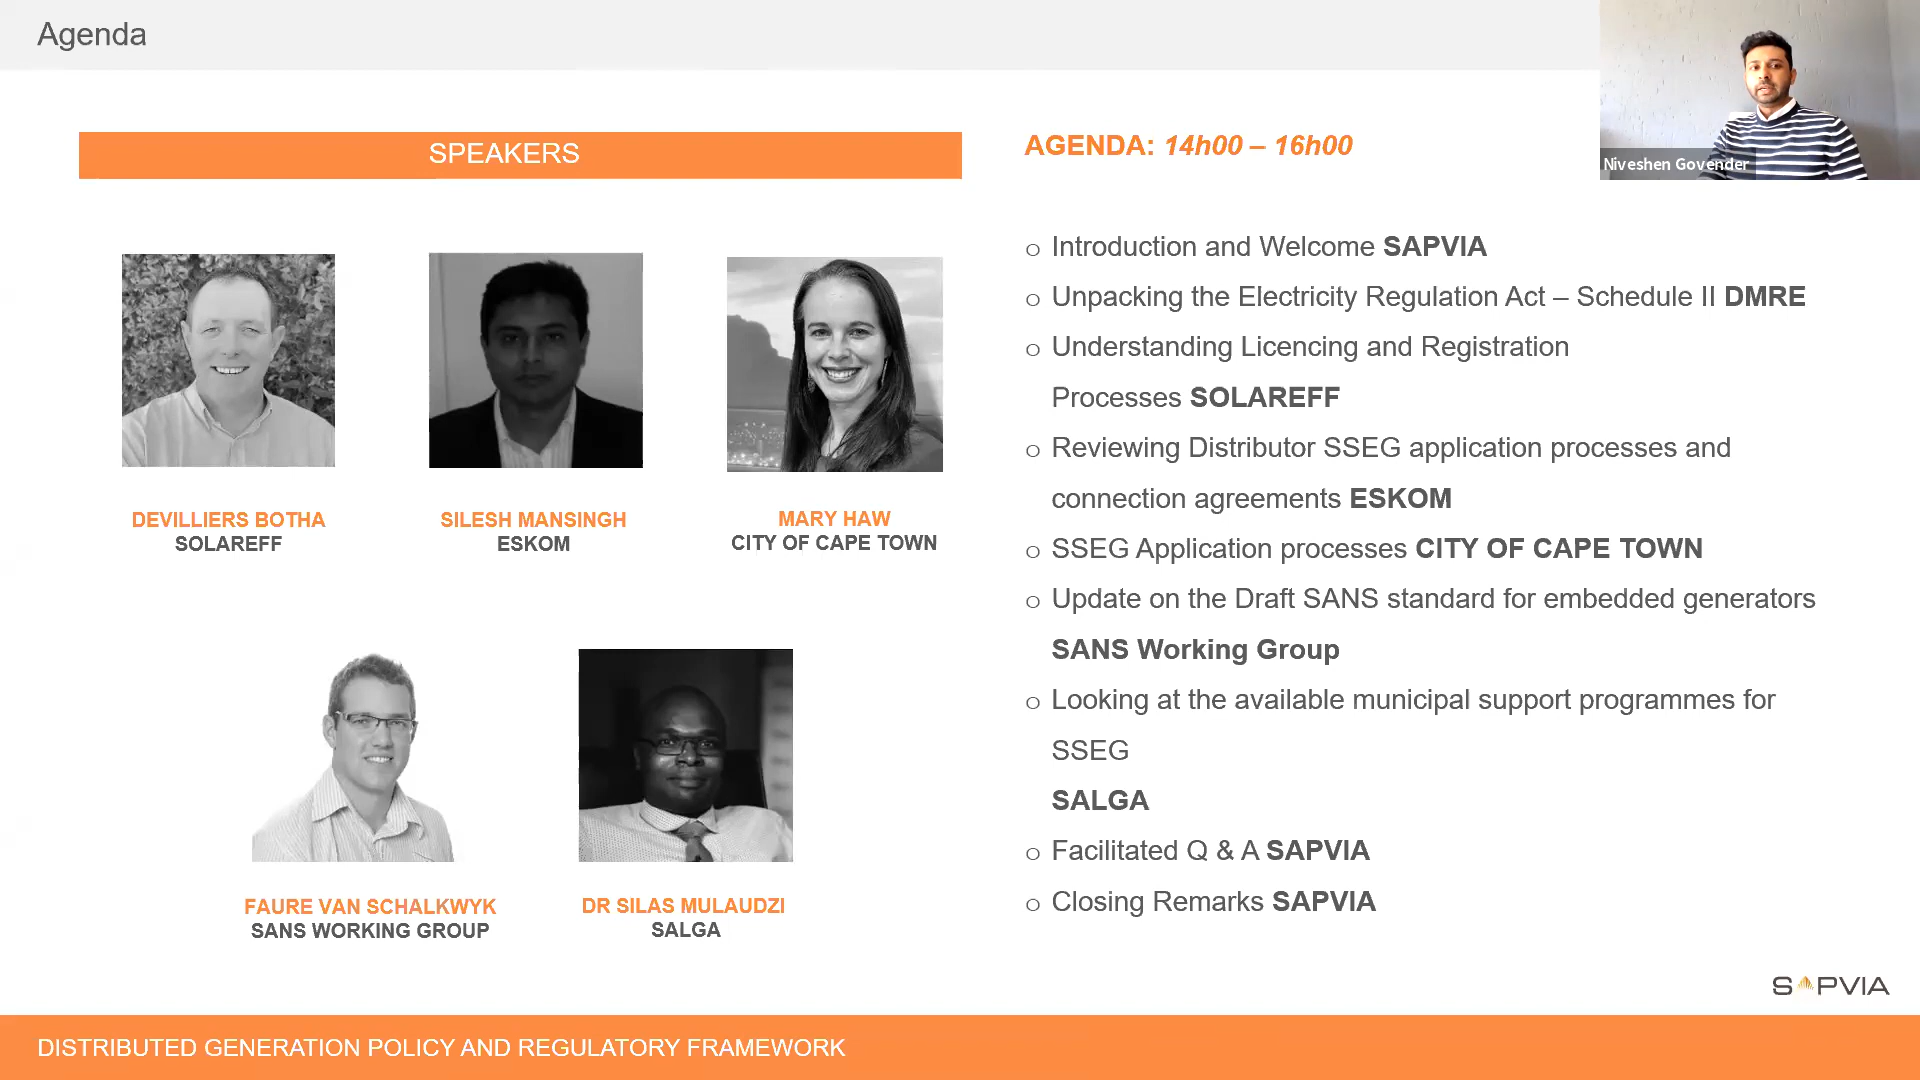 Agenda
Niveshen Govender
SPEAKERS
DEVILLIERS BOTHA
SOLAREFF
SILESH MANSINGH
ESKOM
MARY HAW
CITY OF CAPE TOWN
FAURE VAN SCHALKWYK
SANS WORKING GROUP
DR SILAS MULAUDZI
SALGA
AGENDA: 14h00 – 16h00
o Introduction and Welcome SAPVIA
o Unpacking the Electricity Regulation Act – Schedule II DMRE
o Understanding Licencing and Registration
Processes SOLAREFF
o Reviewing Distributor SSEG application processes and
connection agreements ESKOM
o SSEG Application processes CITY OF CAPE TOWN
o Update on the Draft SANS standard for embedded generators
SANS Working Group
o Looking at the available municipal support programmes for
SSEG
SALGA
o Facilitated Q & A SAPVIA
o Closing Remarks SAPVIA
SAPVIA
DISTRIBUTED GENERATION POLICY AND REGULATORY FRAMEWORK